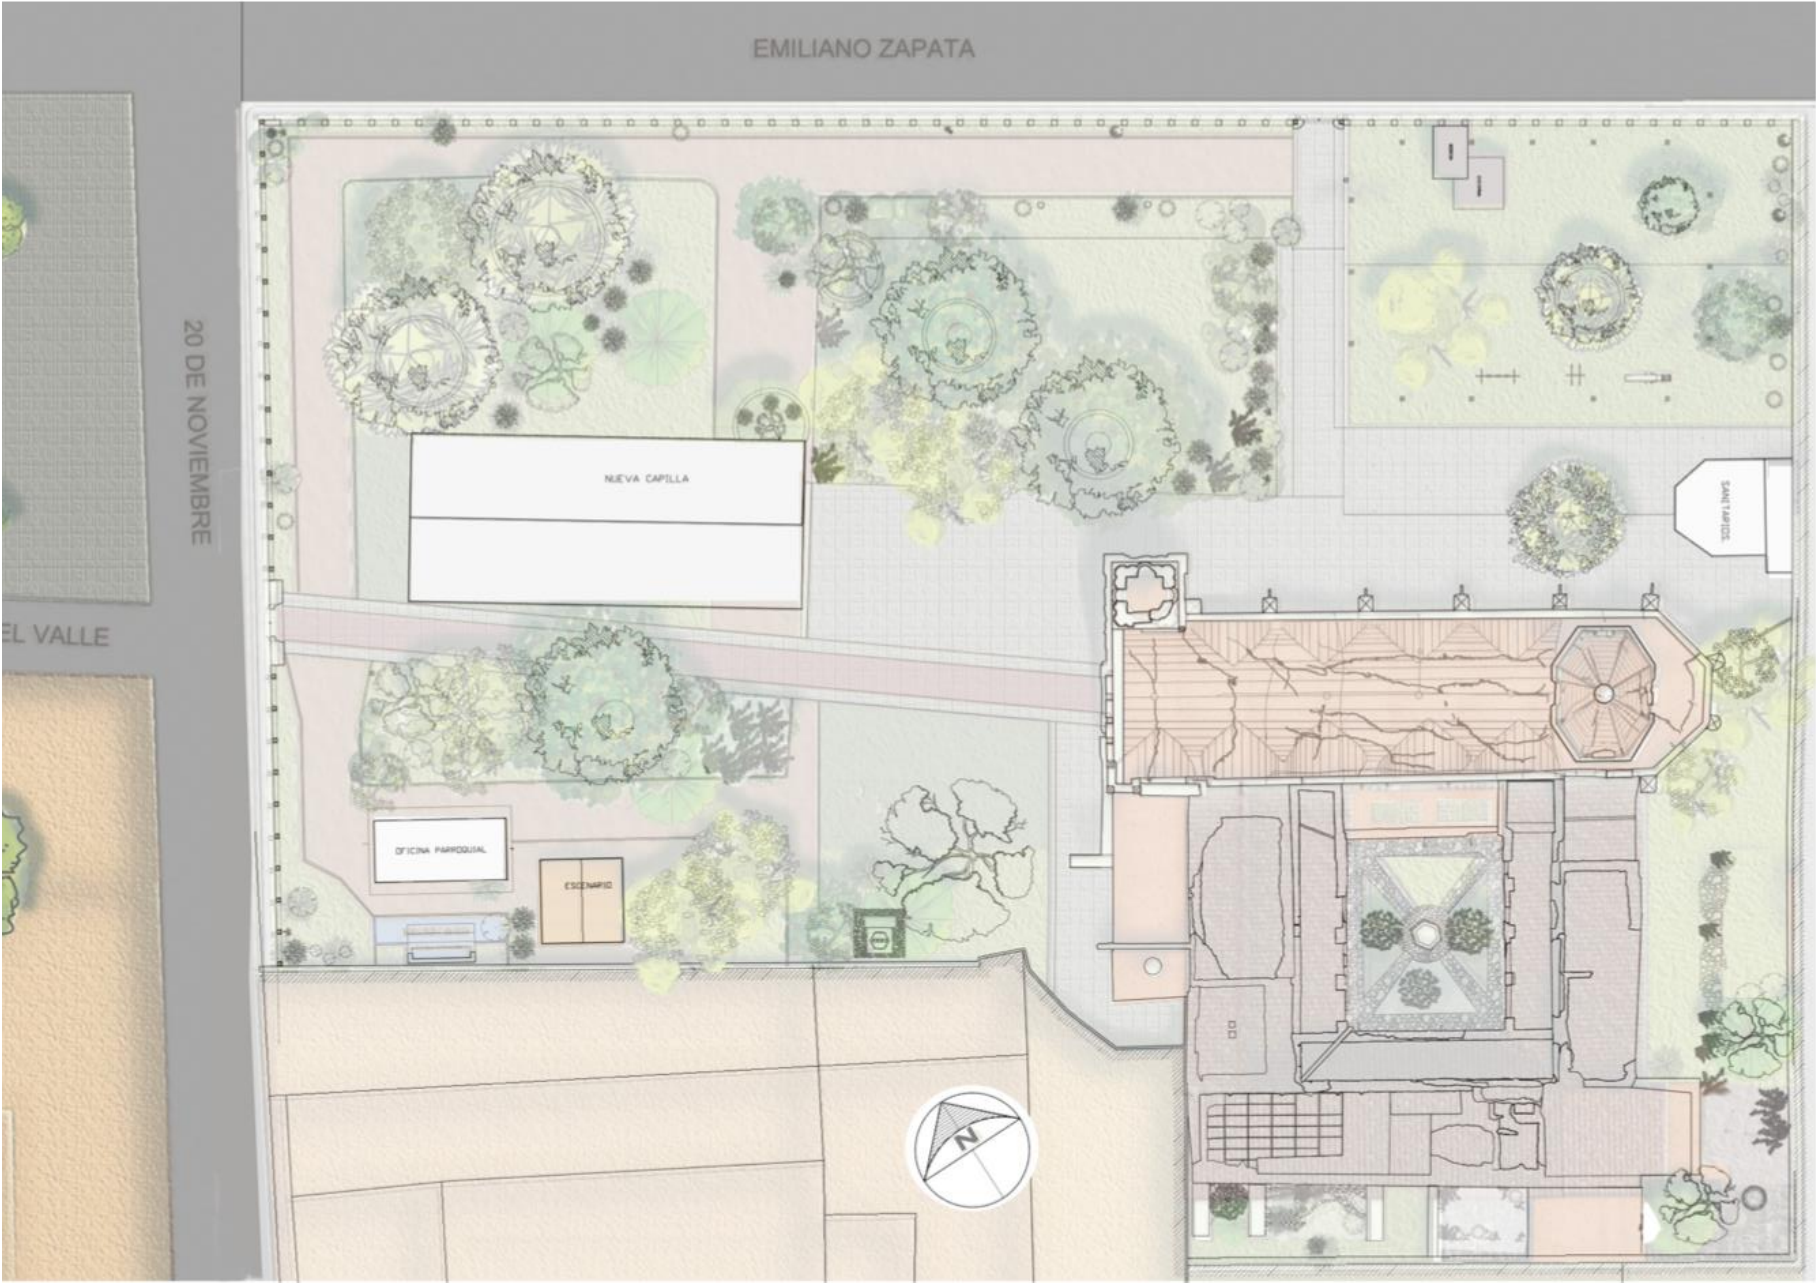 EMILIANO ZAPATA
20 DE NOVIEMBRE
NUEVA CAPILLA
SANITARIOS.
EL VALLE
OFICINA PARROQUIAL
ESCENARIO
N